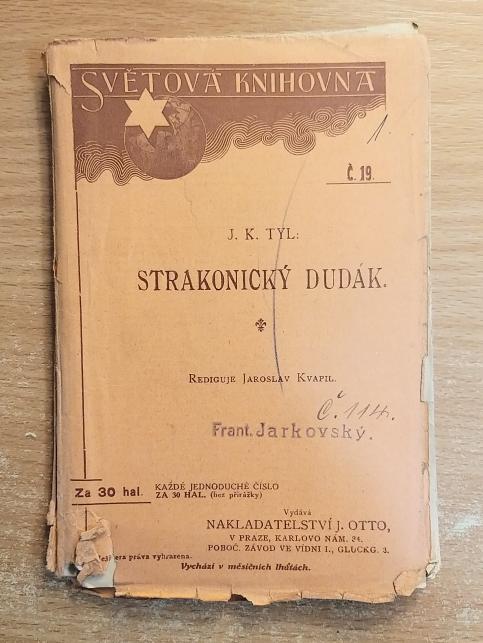 SVĚTOVÁ KNIHOVNA
1.
Č. 19.
J. K. TYL:
STRAKONICKÝ DUDÁK.
REDIGUJE JAROSLAV KVAPIL.
Č. 114.
Frant. Jarkovský.
Za 30 hal.
KAŽDÉ JEDNODUCHÉ ČÍSLO
ZA 30 HAL. (bez přirážky)
Vydává
NAKLADATELSTVÍ J. OTTO,
V PRAZE, KARLOVO NÁM. 34.
POBOČ. ZÁVOD VE VÍDNI I., GLUCKG. 3.
práva vyhrazena.
Vychází v měsíčních lhůtách.